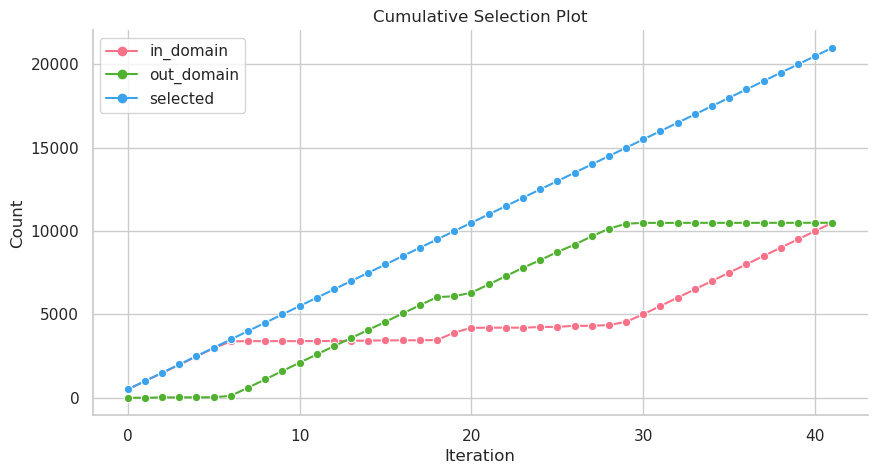 Cumulative Selection Plot
in_domain
out_domain
selected
20000
15000
10000
5000
0
Count
0 10 20 30 40
Iteration